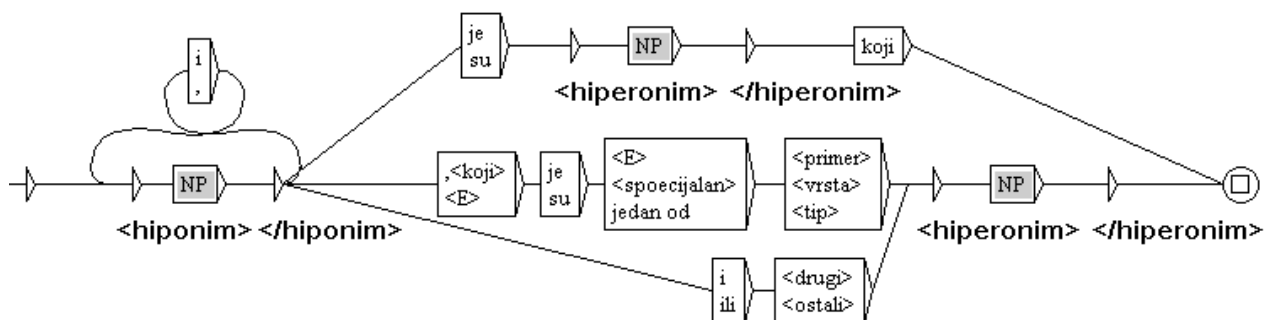 i
,
NP
<hiponim> </hiponim>
je
su
NP
<hiperonim> </hiperonim>
koji
,<koji>
<E>
je
su
<E>
<spoecijalan>
jedan od
<primer>
<vrsta>
<tip>
i
ili
<drugi>
<ostali>
NP
<hiperonim> </hiperonim>